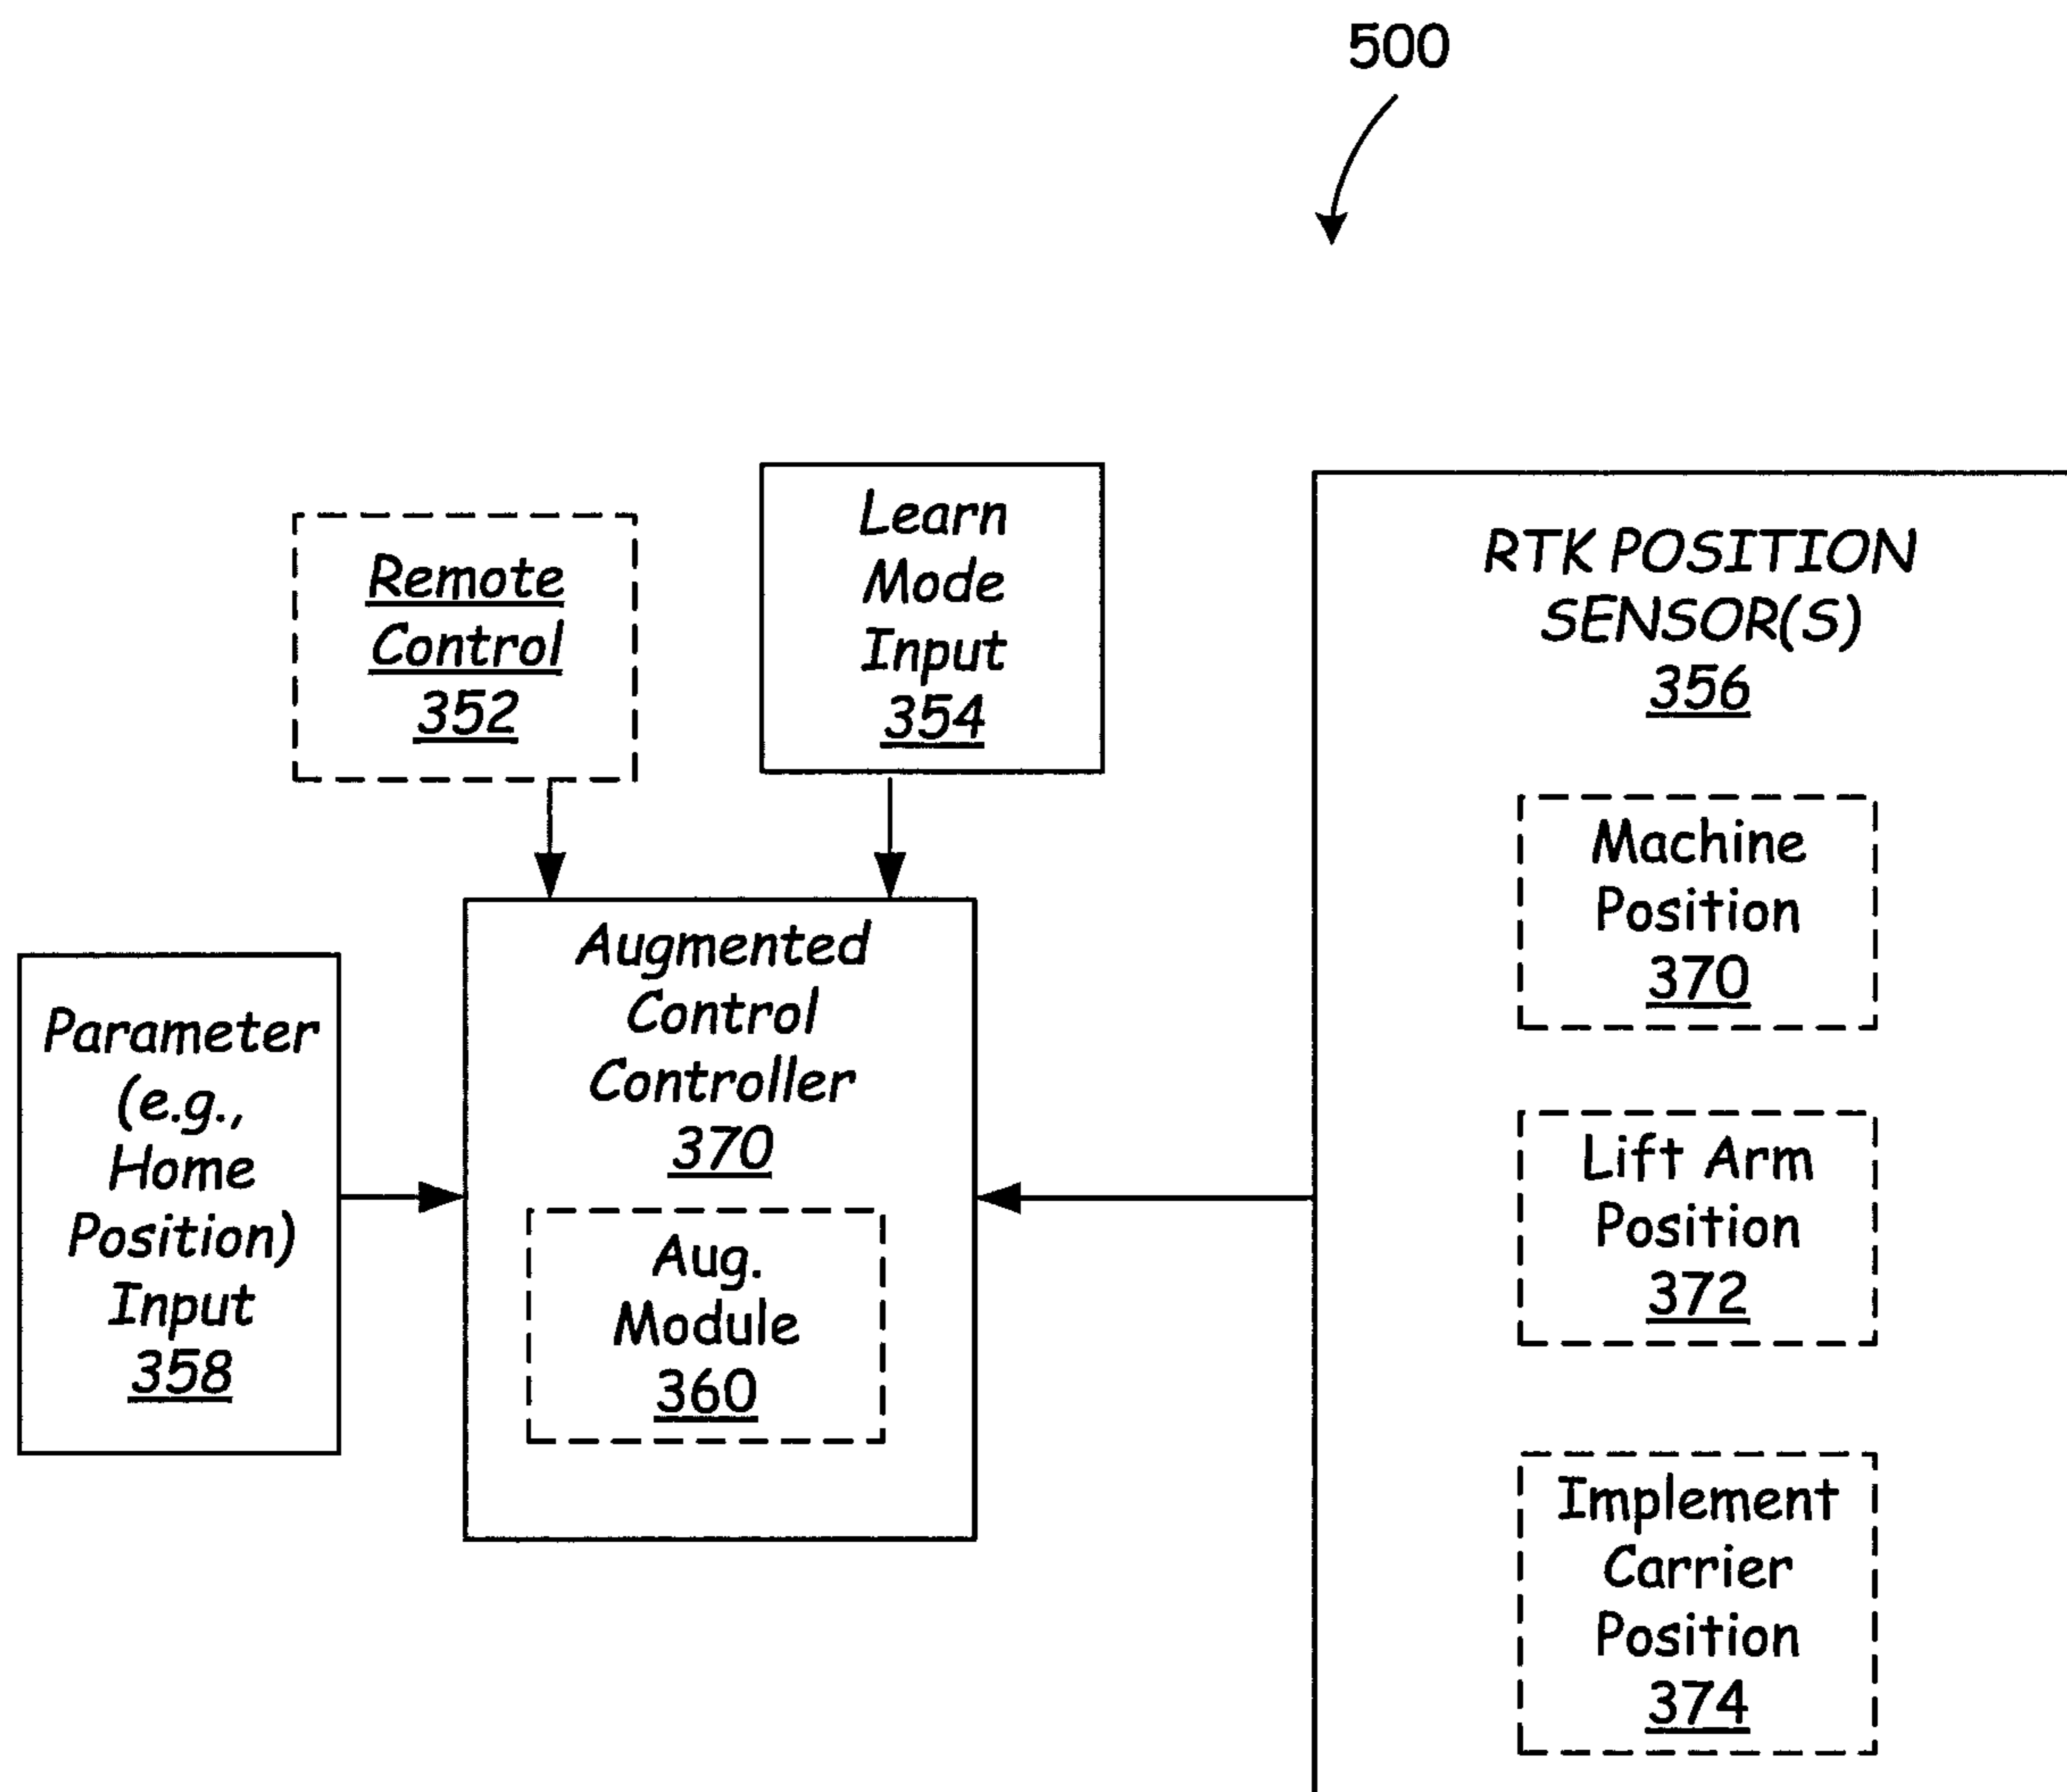 500
Remote
Control
352
Learn
Mode
Input
354
RTK POSITION
SENSOR(S)
356
Machine
Position
370
Lift Arm
Position
372
Implement
Carrier
Position
374
Augmented
Control
Controller
370
Aug.
Module
360
Parameter
(e.g.,
Home
Position)
Input
358